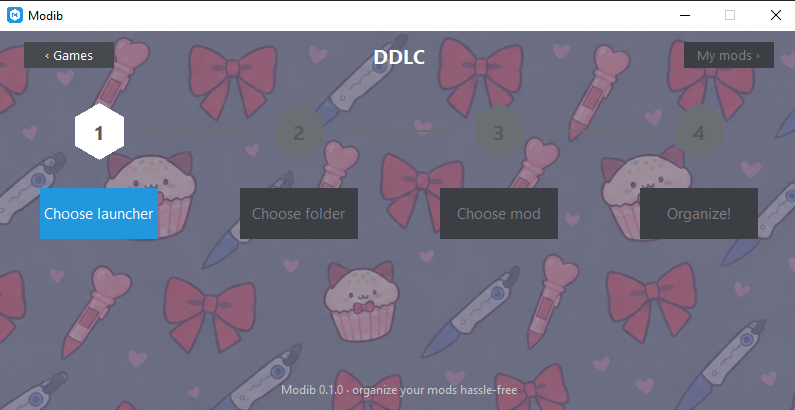 Modib
‹ Games
DDLC
My mods ›
1
2
3
4
Choose launcher
Choose folder
Choose mod
Organize!
Modib 0.1.0 · organize your mods hassle-free